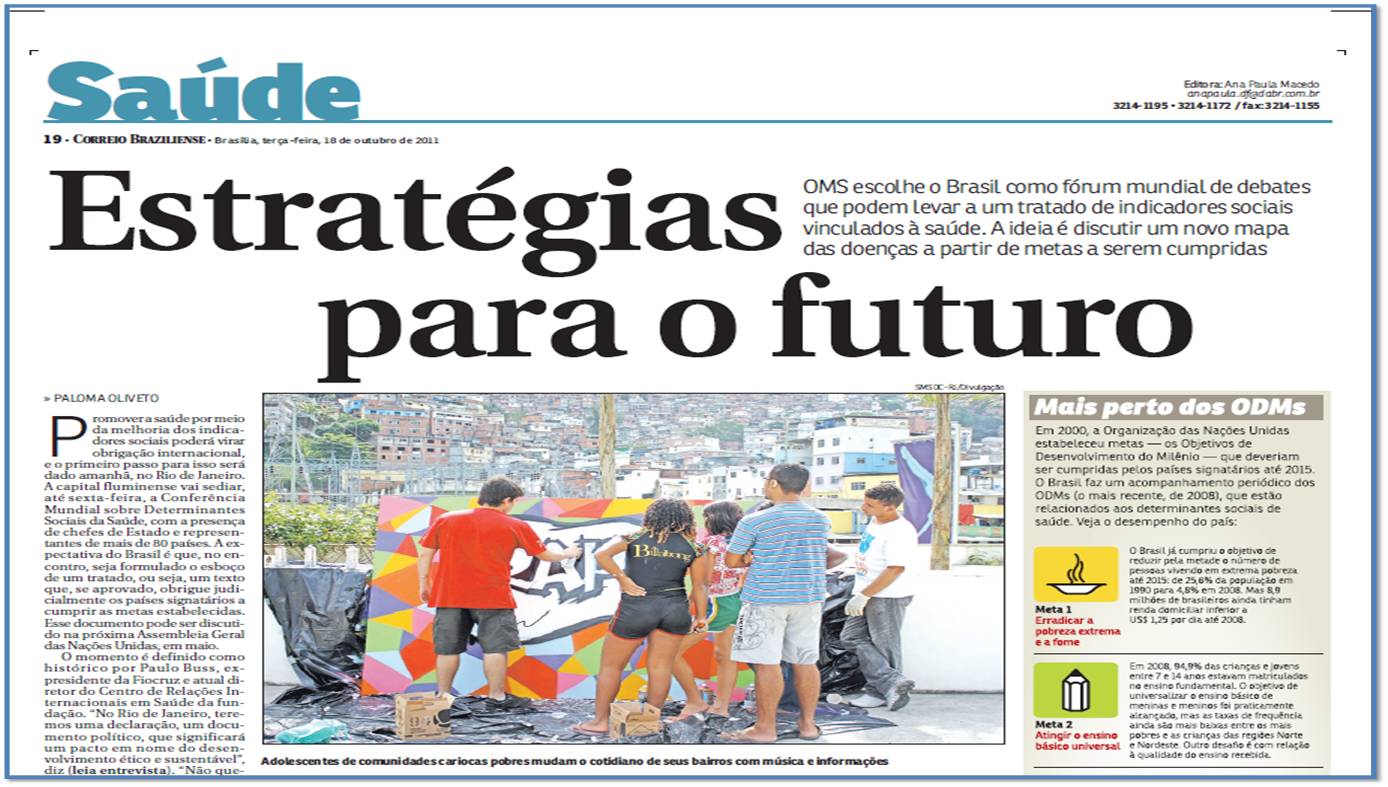 Saúde
Editora: Ana Paula Macedo
anapaula.df@dabr.com.br
3214-1195 • 3214-1172 / fax: 3214-1155
19 • CORREIO BRAZILIENSE • Brasília, terça-feira, 18 de outubro de 2011
Estratégias
para o futuro
OMS escolhe o Brasil como fórum mundial de debates
que podem levar a um tratado de indicadores sociais
vinculados à saúde. A ideia é discutir um novo mapa
das doenças a partir de metas a serem cumpridas
» PALOMA OLIVETO
Promover a saúde por meio
da melhoria dos indica-
dores sociais poderá virar
obrigação internacional,
e o primeiro passo para isso será
dado amanhã, no Rio de Janeiro.
A capital fluminense vai sediar,
até sexta-feira, a Conferência
Mundial sobre Determinantes
Sociais da Saúde, com a presença
de chefes de Estado e represen-
tantes de mais de 80 países. A ex-
pectativa do Brasil é que, no en-
contro, seja formulado o esboço
de um tratado, ou seja, um texto
que, se aprovado, obrigue judi-
cialmente os países signatários a
cumprir as metas estabelecidas.
Esse documento pode ser discuti-
do na próxima Assembleia Geral
das Nações Unidas, em maio.
O momento é definido como
histórico por Paulo Buss, ex-
presidente da Fiocruz e atual di-
retor do Centro de Relações In-
ternacionais em Saúde da fun-
dação. “No Rio de Janeiro, tere-
mos uma declaração, um docu-
mento político, que significará
um pacto em nome do desen-
volvimento ético e sustentável”,
diz (leia entrevista). “Não que-
SMSDC-RJ/Divulgação
Billabong
Adolescentes de comunidades cariocas pobres mudam o cotidiano de seus bairros com música e informações
Mais perto dos ODMs
Em 2000, a Organização das Nações Unidas
estabeleceu metas — os Objetivos de
Desenvolvimento do Milênio — que deveriam
ser cumpridas pelos países signatários até 2015.
O Brasil faz um acompanhamento periódico dos
ODMs (o mais recente, de 2008), que estão
relacionados aos determinantes sociais de
saúde. Veja o desempenho do país:
Meta 1
Erradicar a
pobreza extrema
e a fome
O Brasil já cumpriu o objetivo de
reduzir pela metade o número de
pessoas vivendo em extrema pobreza
até 2015: de 25,6% da população em
1990 para 4,8% em 2008. Mas 8,9
milhões de brasileiros ainda tinham
renda domiciliar inferior a
US$ 1,25 por dia até 2008.
Meta 2
Atingir o ensino
básico universal
Em 2008, 94,9% das crianças e jovens
entre 7 e 14 anos estavam matriculados
no ensino fundamental. O objetivo de
universalizar o ensino básico de
meninas e meninos foi praticamente
alcançado, mas as taxas de frequência
ainda são mais baixas entre os mais
pobres e as crianças das regiões Norte
e Nordeste. Outro desafio é com relação
à qualidade do ensino recebida.